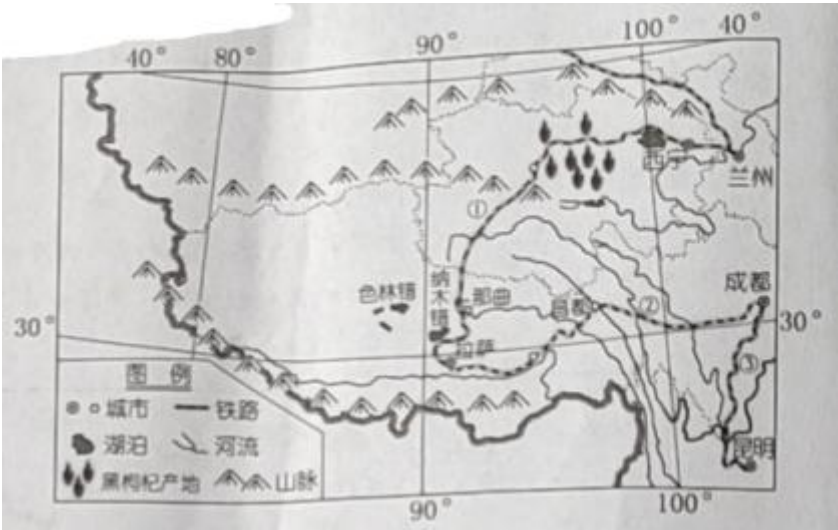 40° 80° 90° 100° 40°
西宁
兰州
①
色林错
纳木错
那曲
昌都
②
成都
30°
30°
拉萨
③
图 例
城市 铁路
湖泊 河流
黑枸杞产地 山脉
昆明
90°
100°